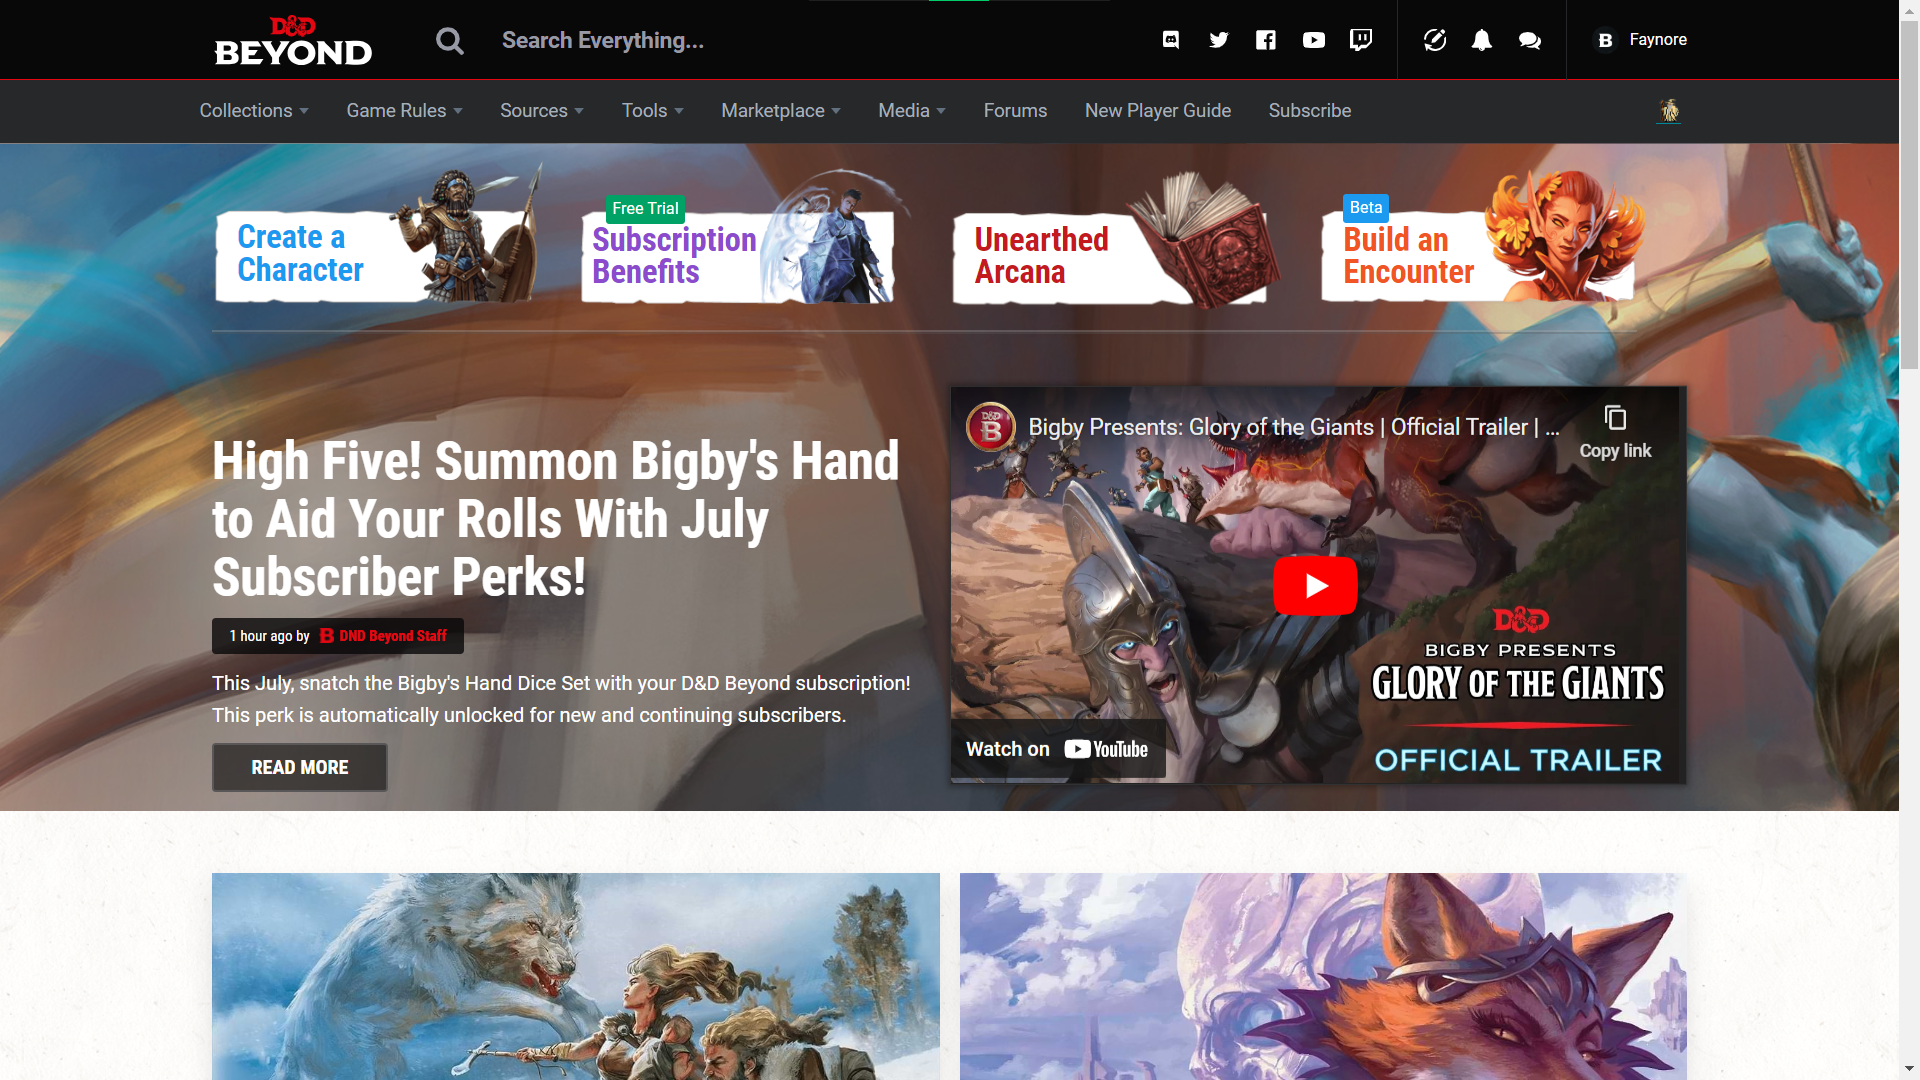 D&D
BEYOND
Search Everything...
B
Faynore
Collections
Game Rules
Sources
Tools
Marketplace
Media
Forums
New Player Guide
Subscribe
Create a
Character
Free Trial
Subscription
Benefits
Unearthed
Arcana
Beta
Build an
Encounter
High Five! Summon Bigby's Hand
to Aid Your Rolls With July
Subscriber Perks!
1 hour ago by B DND Beyond Staff
This July, snatch the Bigby's Hand Dice Set with your D&D Beyond subscription!
This perk is automatically unlocked for new and continuing subscribers.
READ MORE
D&D
B
Bigby Presents: Glory of the Giants | Official Trailer | ...
Copy link
D&D
BIGBY PRESENTS
GLORY OF THE GIANTS
OFFICIAL TRAILER
Watch on YouTube